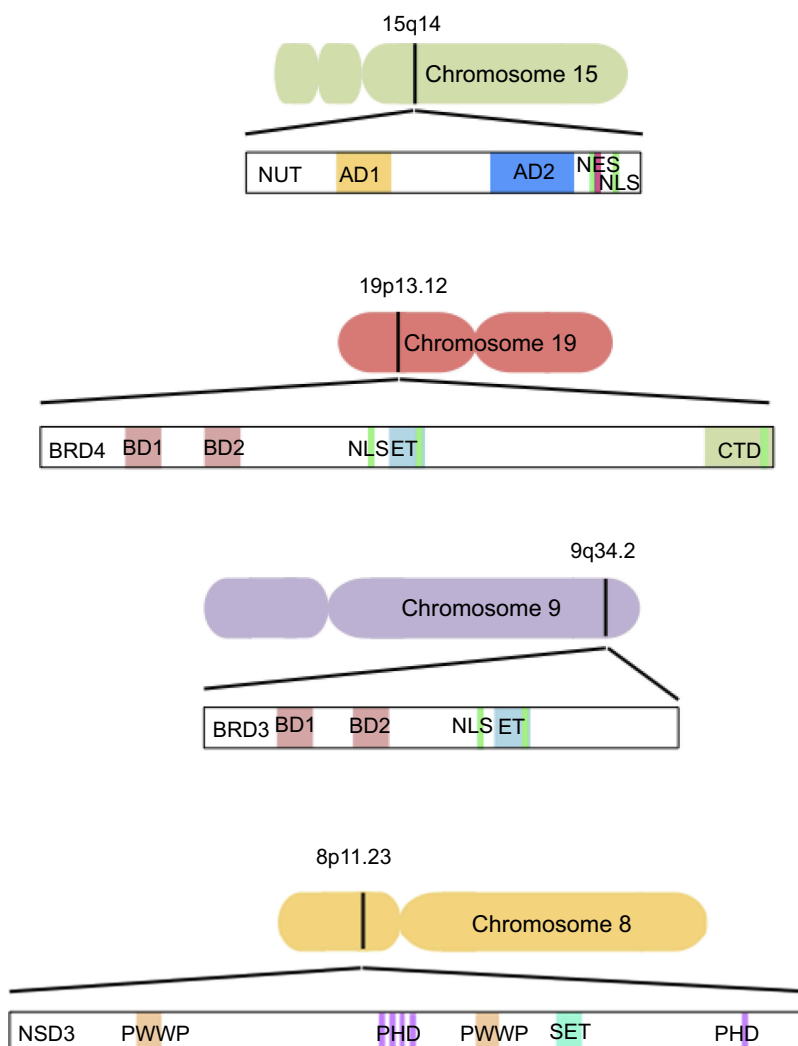 15q14
Chromosome 15
NUT AD1 AD2 NES NLS
19p13.12
Chromosome 19
BRD4 BD1 BD2 NLS ET CTD
9q34.2
Chromosome 9
BRD3 BD1 BD2 NLS ET
8p11.23
Chromosome 8
NSD3 PWWP PHD PWWP SET PHD